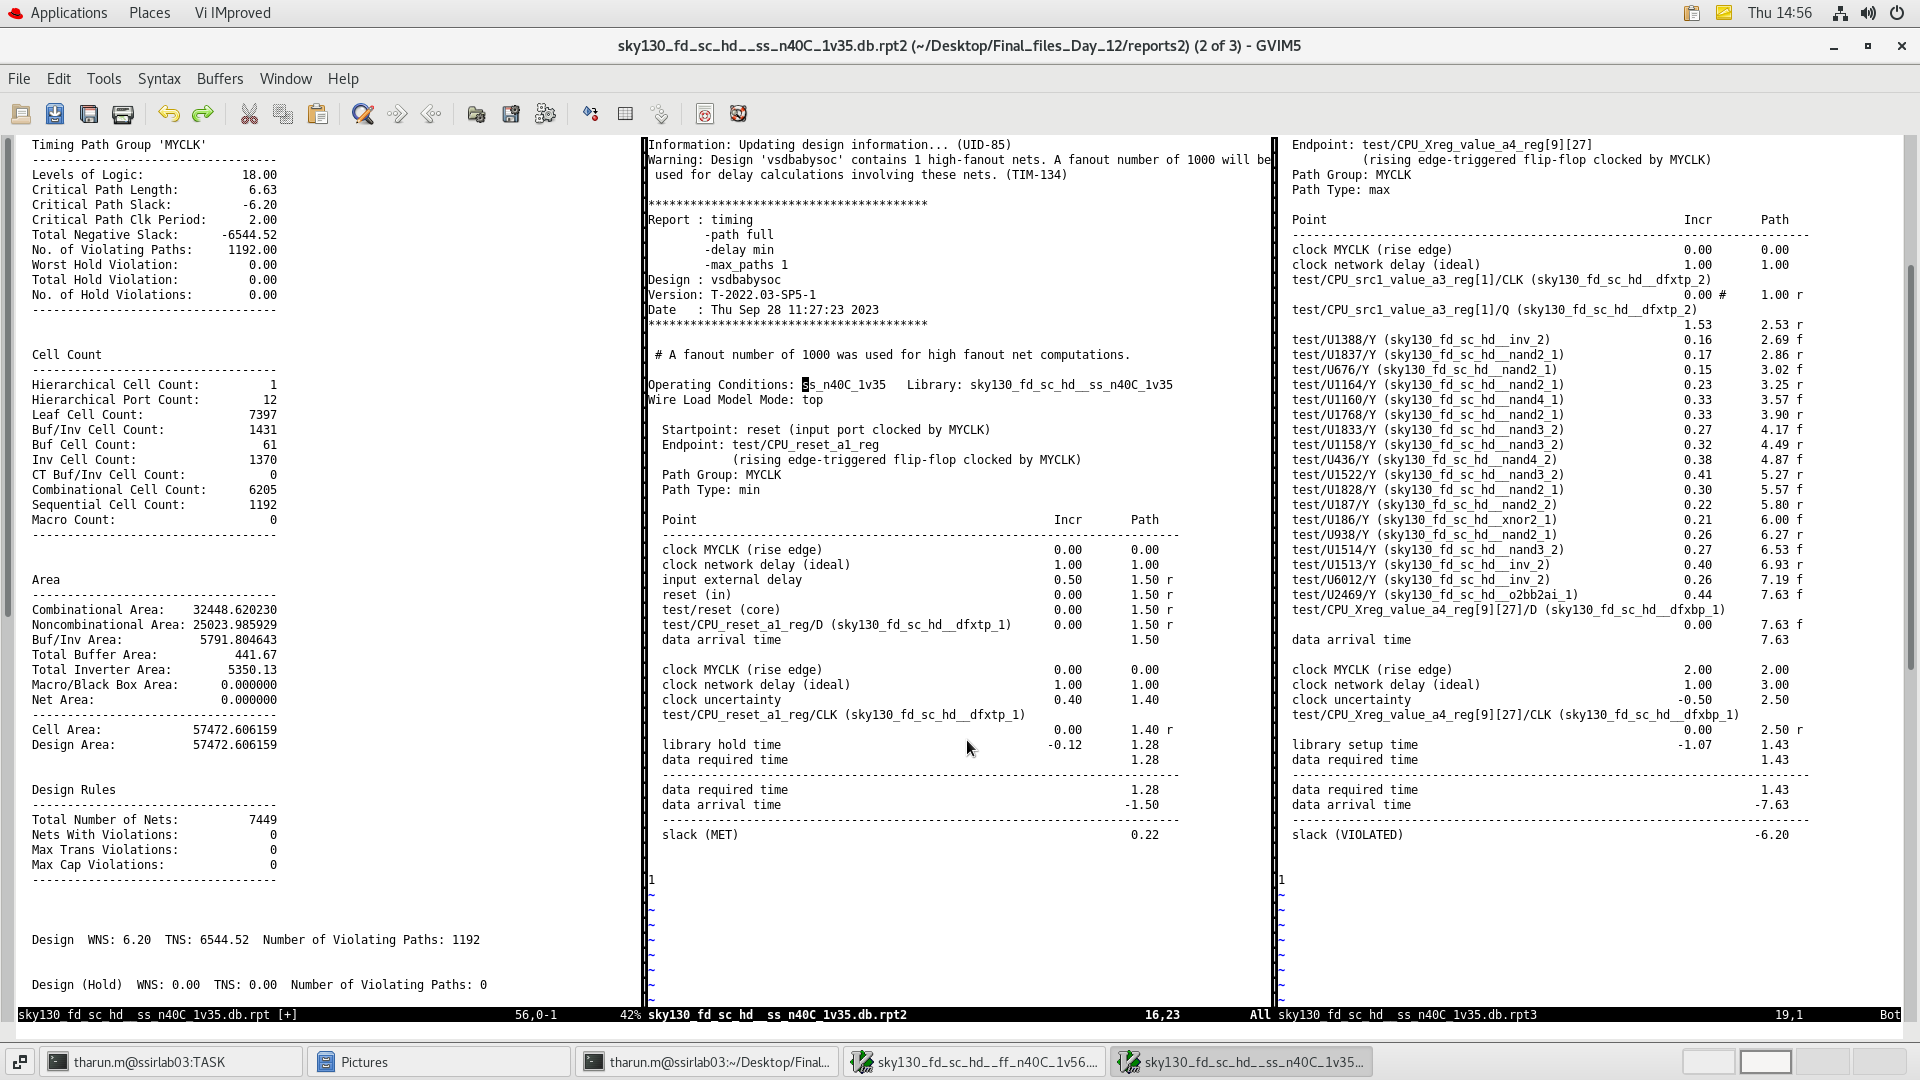 Applications Places Vi IMproved Thu 14:56
sky130_fd_sc_hd__ss_n40C_1v35.db.rpt2 (~/Desktop/Final_files_Day_12/reports2) (2 of 3) - GVIM5
File Edit Tools Syntax Buffers Window Help
Timing Path Group 'MYCLK'
-----------------------------------
Levels of Logic: 18.00
Critical Path Length: 6.63
Critical Path Slack: -6.20
Critical Path Clk Period: 2.00
Total Negative Slack: -6544.52
No. of Violating Paths: 1192.00
Worst Hold Violation: 0.00
Total Hold Violation: 0.00
No. of Hold Violations: 0.00
-----------------------------------
Cell Count
-----------------------------------
Hierarchical Cell Count: 1
Hierarchical Port Count: 12
Leaf Cell Count: 7397
Buf/Inv Cell Count: 1431
Buf Cell Count: 61
Inv Cell Count: 1370
CT Buf/Inv Cell Count: 0
Combinational Cell Count: 6205
Sequential Cell Count: 1192
Macro Count: 0
-----------------------------------
Area
-----------------------------------
Combinational Area: 32448.620230
Noncombinational Area: 25023.985929
Buf/Inv Area: 5791.804643
Total Buffer Area: 441.67
Total Inverter Area: 5350.13
Macro/Black Box Area: 0.000000
Net Area: 0.000000
-----------------------------------
Cell Area: 57472.606159
Design Area: 57472.606159
Design Rules
-----------------------------------
Total Number of Nets: 7449
Nets With Violations: 0
Max Trans Violations: 0
Max Cap Violations: 0
-----------------------------------
Design WNS: 6.20 TNS: 6544.52 Number of Violating Paths: 1192
Design (Hold) WNS: 0.00 TNS: 0.00 Number of Violating Paths: 0
sky130_fd_sc_hd__ss_n40C_1v35.db.rpt [+] 56,0-1 42%
Information: Updating design information... (UID-85)
Warning: Design 'vsdbabysoc' contains 1 high-fanout nets. A fanout number of 1000 will be
used for delay calculations involving these nets. (TIM-134)
****************************************
Report : timing
-path full
-delay min
-max_paths 1
Design : vsdbabysoc
Version: T-2022.03-SP5-1
Date : Thu Sep 28 11:27:23 2023
****************************************
# A fanout number of 1000 was used for high fanout net computations.
Operating Conditions: ss_n40C_1v35 Library: sky130_fd_sc_hd__ss_n40C_1v35
Wire Load Model Mode: top
Startpoint: reset (input port clocked by MYCLK)
Endpoint: test/CPU_reset_a1_reg
(rising edge-triggered flip-flop clocked by MYCLK)
Path Group: MYCLK
Path Type: min
Point Incr Path
--------------------------------------------------------------------------
clock MYCLK (rise edge) 0.00 0.00
clock network delay (ideal) 1.00 1.00
input external delay 0.50 1.50 r
reset (in) 0.00 1.50 r
test/reset (core) 0.00 1.50 r
test/CPU_reset_a1_reg/D (sky130_fd_sc_hd__dfxtp_1) 0.00 1.50 r
data arrival time 1.50
clock MYCLK (rise edge) 0.00 0.00
clock network delay (ideal) 1.00 1.00
clock uncertainty 0.40 1.40
test/CPU_reset_a1_reg/CLK (sky130_fd_sc_hd__dfxtp_1)
0.00 1.40 r
library hold time -0.12 1.28
data required time 1.28
--------------------------------------------------------------------------
data required time 1.28
data arrival time -1.50
--------------------------------------------------------------------------
slack (MET) 0.22
1
~
~
~
~
~
~
~
~
sky130_fd_sc_hd__ss_n40C_1v35.db.rpt2 16,23 All
Endpoint: test/CPU_Xreg_value_a4_reg[9][27]
(rising edge-triggered flip-flop clocked by MYCLK)
Path Group: MYCLK
Path Type: max
Point Incr Path
--------------------------------------------------------------------------
clock MYCLK (rise edge) 0.00 0.00
clock network delay (ideal) 1.00 1.00
test/CPU_src1_value_a3_reg[1]/CLK (sky130_fd_sc_hd__dfxtp_2)
0.00 # 1.00 r
test/CPU_src1_value_a3_reg[1]/Q (sky130_fd_sc_hd__dfxtp_2)
1.53 2.53 r
test/U1388/Y (sky130_fd_sc_hd__inv_2) 0.16 2.69 f
test/U1837/Y (sky130_fd_sc_hd__nand2_1) 0.17 2.86 r
test/U676/Y (sky130_fd_sc_hd__nand2_1) 0.15 3.02 f
test/U1164/Y (sky130_fd_sc_hd__nand2_1) 0.23 3.25 r
test/U1160/Y (sky130_fd_sc_hd__nand4_1) 0.33 3.57 f
test/U1768/Y (sky130_fd_sc_hd__nand2_1) 0.33 3.90 r
test/U1833/Y (sky130_fd_sc_hd__nand3_2) 0.27 4.17 f
test/U1158/Y (sky130_fd_sc_hd__nand3_1) 0.32 4.49 r
test/U436/Y (sky130_fd_sc_hd__nand4_2) 0.38 4.87 f
test/U1522/Y (sky130_fd_sc_hd__nand3_2) 0.41 5.27 r
test/U1828/Y (sky130_fd_sc_hd__nand2_1) 0.30 5.57 f
test/U187/Y (sky130_fd_sc_hd__nand2_2) 0.22 5.80 r
test/U186/Y (sky130_fd_sc_hd__xnor2_1) 0.21 6.00 f
test/U938/Y (sky130_fd_sc_hd__nand2_1) 0.26 6.27 r
test/U1514/Y (sky130_fd_sc_hd__nand3_2) 0.27 6.53 f
test/U1513/Y (sky130_fd_sc_hd__inv_2) 0.40 6.93 r
test/U6012/Y (sky130_fd_sc_hd__inv_2) 0.26 7.19 f
test/U2469/Y (sky130_fd_sc_hd__o2bb2ai_1) 0.44 7.63 f
test/CPU_Xreg_value_a4_reg[9][27]/D (sky130_fd_sc_hd__dfxbp_1)
0.00 7.63 f
data arrival time 7.63
clock MYCLK (rise edge) 2.00 2.00
clock network delay (ideal) 1.00 3.00
clock uncertainty -0.50 2.50
test/CPU_Xreg_value_a4_reg[9][27]/CLK (sky130_fd_sc_hd__dfxbp_1)
0.00 2.50 r
library setup time -1.07 1.43
data required time 1.43
--------------------------------------------------------------------------
data required time 1.43
data arrival time -7.63
--------------------------------------------------------------------------
slack (VIOLATED) -6.20
1
~
~
~
~
~
~
~
~
sky130_fd_sc_hd__ss_n40C_1v35.db.rpt3 19,1 Bot
tharun.m@ssirlab03:TASK Pictures tharun.m@ssirlab03:~/Desktop/Final... sky130_fd_sc_hd__ff_n40C_1v56.... sky130_fd_sc_hd__ss_n40C_1v35...